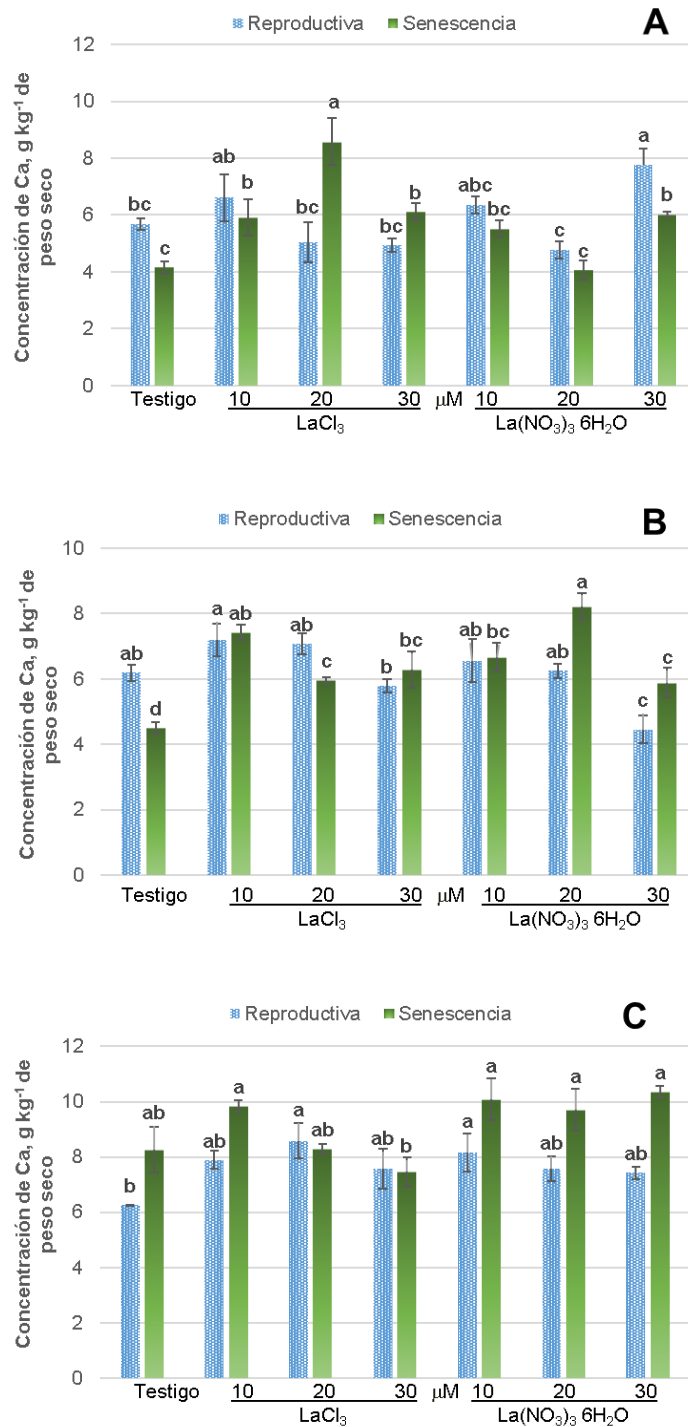 A
Reproductiva Senescencia
Concentración de Ca, g kg-1 de
peso seco
12
10
8
6
4
2
0
bc c ab b bc a bc b abc bc c c a b
Testigo 10 20 30 µM 10 20 30
LaCl3 La(NO3)3 6H2O
B
Reproductiva Senescencia
Concentración de Ca, g kg-1 de
peso seco
10
8
6
4
2
0
ab d a ab ab c b bc ab bc ab a c c
Testigo 10 20 30 µM 10 20 30
LaCl3 La(NO3)3 6H2O
C
Reproductiva Senescencia
Concentración de Ca, g kg-1 de
peso seco
12
10
8
6
4
2
0
b ab ab a a ab ab b a a ab a ab a
Testigo 10 20 30 µM 10 20 30
LaCl3 La(NO3)3 6H2O